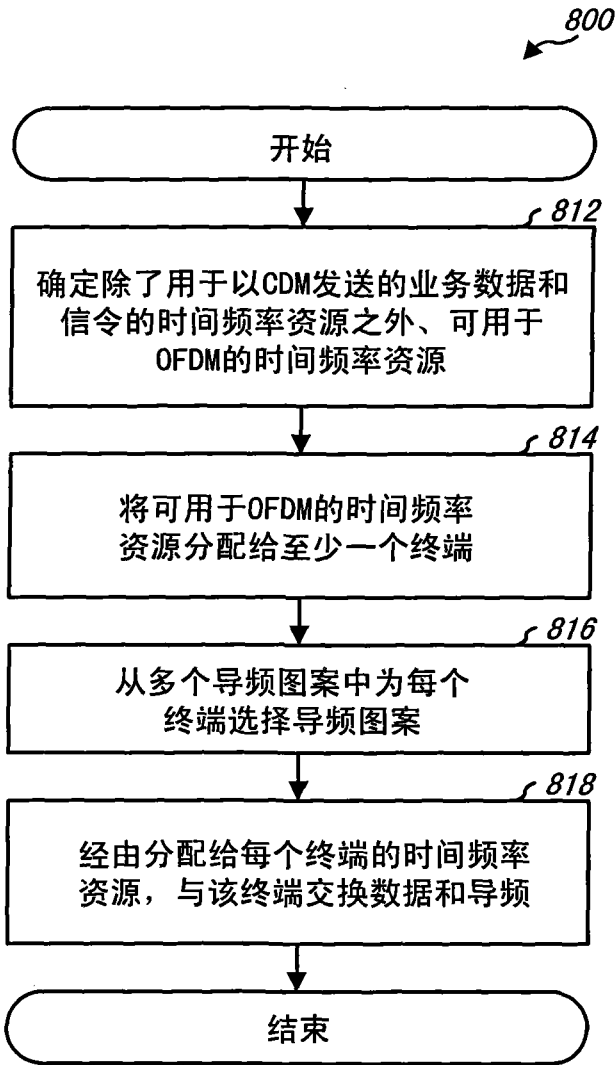 800
开始
812
确定除了用于以CDM发送的业务数据和
信令的时间频率资源之外、可用于
OFDM的时间频率资源
814
将可用于OFDM的时间频率
资源分配给至少一个终端
816
从多个导频图案中为每个
终端选择导频图案
818
经由分配给每个终端的时间频率
资源，与该终端交换数据和导频
结束